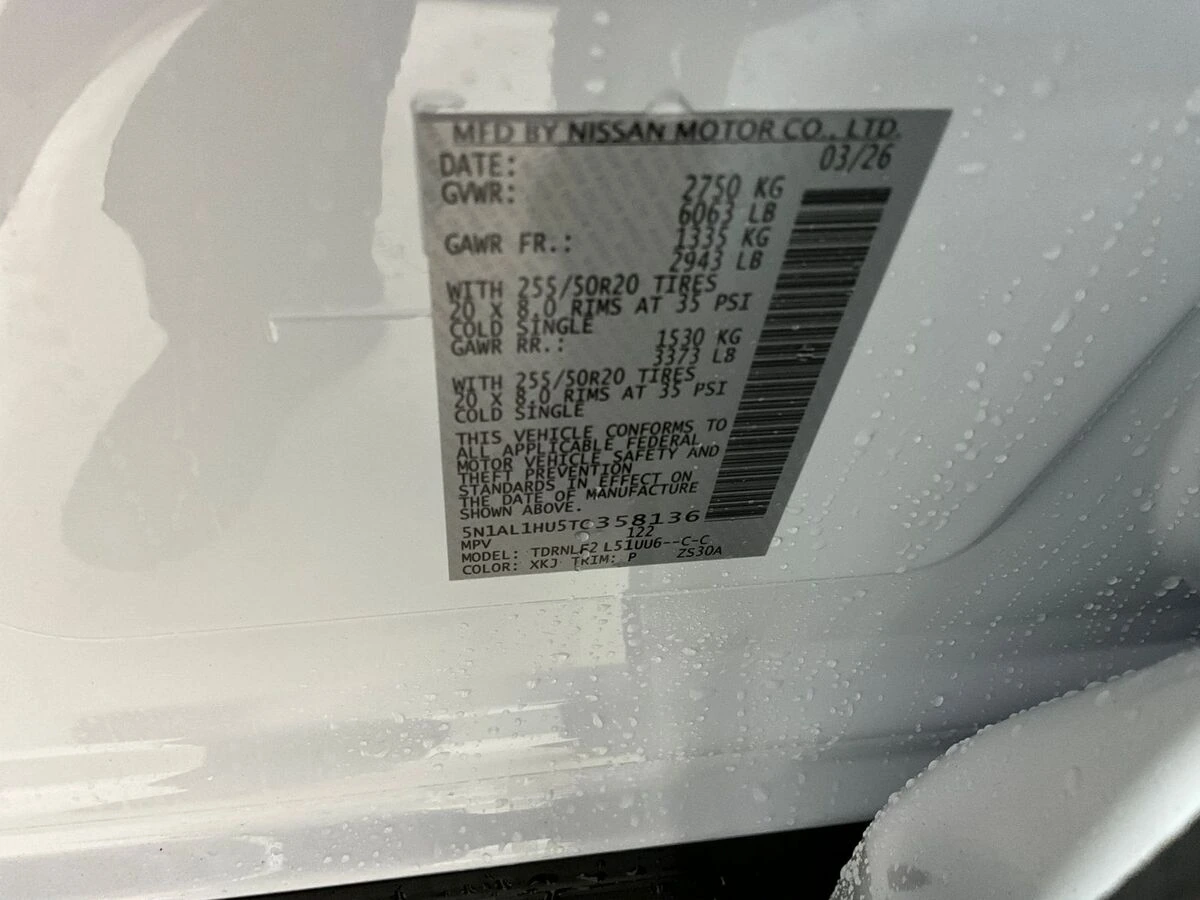 MFD BY NISSAN MOTOR CO., LTD.
DATE: 03/26
GVWR: 2750 KG
6063 LB
GAWR FR.: 1335 KG
2943 LB
WITH 255/50R20 TIRES
20 X 8.0 RIMS AT 35 PSI
COLD SINGLE
GAWR RR.: 1530 KG
3373 LB
WITH 255/50R20 TIRES
20 X 8.0 RIMS AT 35 PSI
COLD SINGLE
THIS VEHICLE CONFORMS TO
ALL APPLICABLE FEDERAL
MOTOR VEHICLE SAFETY AND
THEFT PREVENTION
STANDARDS IN EFFECT ON
THE DATE OF MANUFACTURE
SHOWN ABOVE.
5N1AL1HU5TC358136
MPV 122
MODEL: TDRNLF2 L51UU6--C-C
COLOR: XKJ TRIM: P ZS30A